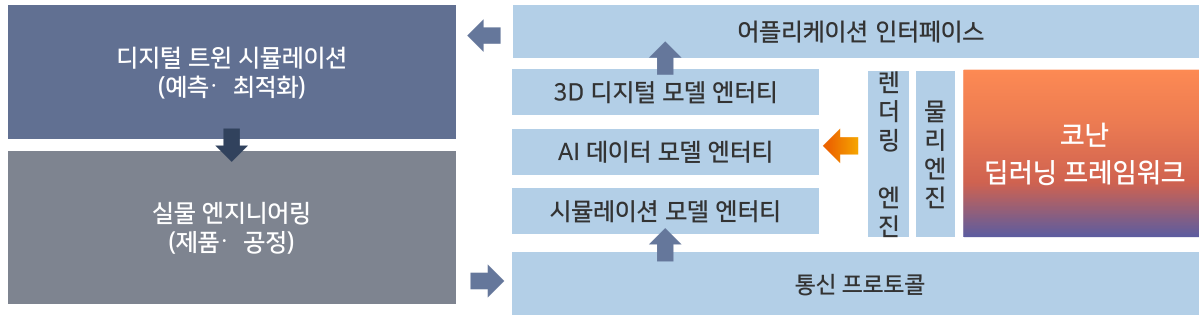 디지털 트윈 시뮬레이션
(예측· 최적화)
실물 엔지니어링
(제품· 공정)
어플리케이션 인터페이스
3D 디지털 모델 엔터티
AI 데이터 모델 엔터티
시뮬레이션 모델 엔터티
렌더링 엔진
물리엔진
코난
딥러닝 프레임워크
통신 프로토콜